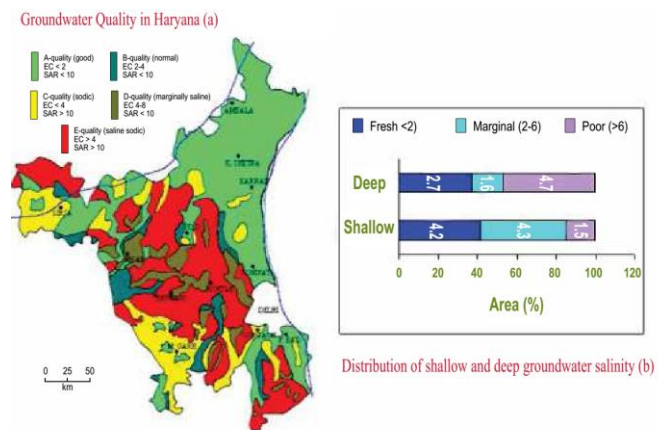 Groundwater Quality in Haryana (a)
A-quality (good)
EC < 2
SAR < 10
B-quality (normal)
EC 2-4
SAR < 10
C-quality (sodic)
EC < 4
SAR > 10
D-quality (marginally saline)
EC 4-8
SAR < 10
E-quality (saline sodic)
EC > 4
SAR > 10
AMBALA
KARNAL
DELHI
0 25 50
km
Fresh <2)
Marginal (2-6)
Poor (>6)
Deep
2.7
1.6
4.7
Shallow
4.2
4.3
1.5
0 20 40 60 80 100 120
Area (%)
Distribution of shallow and deep groundwater salinity (b)